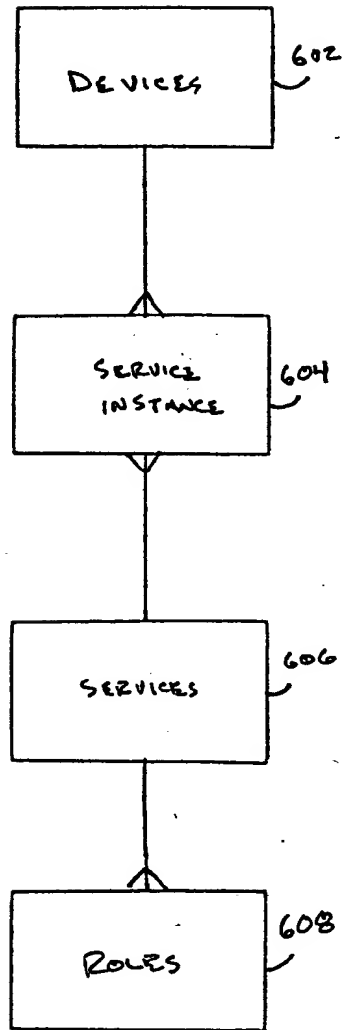 DEVICES
602
SERVICE
INSTANCE
604
SERVICES
606
ROLES
608